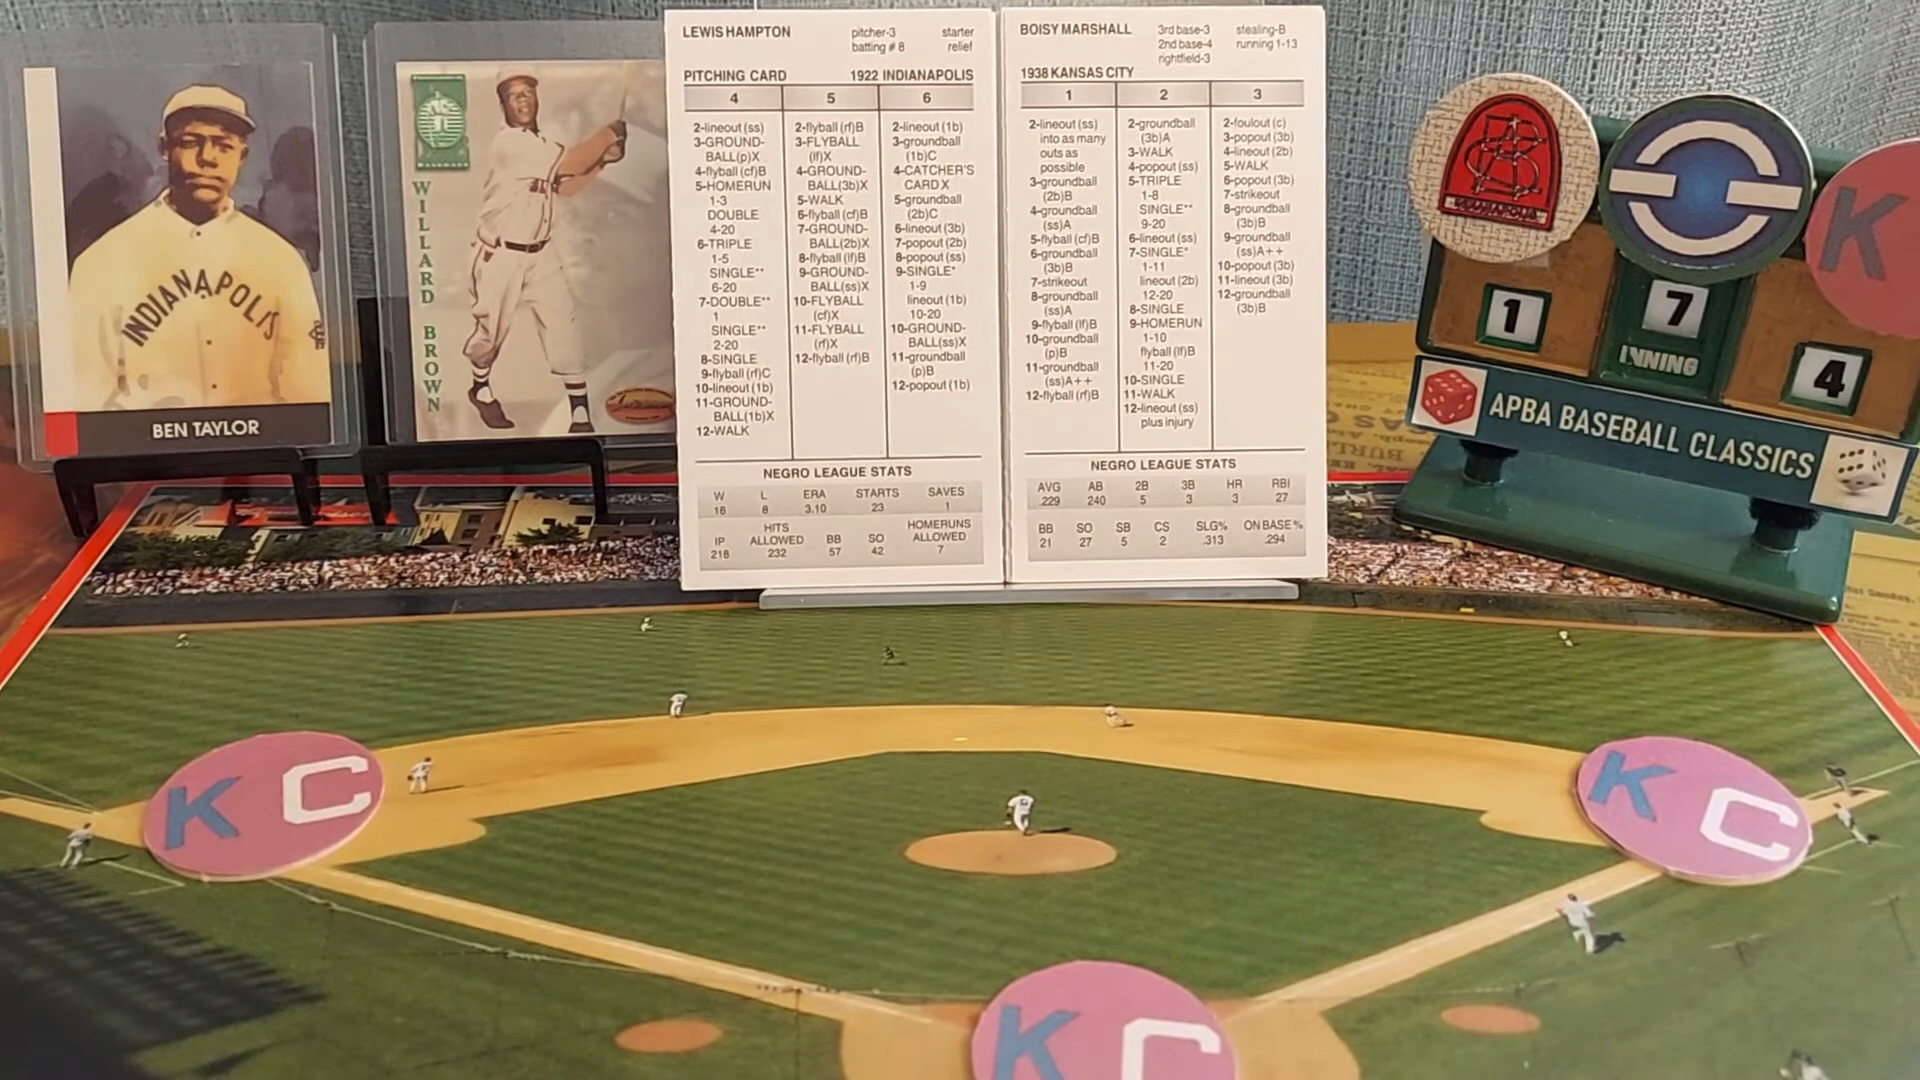 INDIANAPOLIS
BEN TAYLOR
WILLARD BROWN
LEWIS HAMPTON
pitcher-3 starter
batting # 8 relief
PITCHING CARD 1922 INDIANAPOLIS
4 5 6
2-lineout (ss)
3-GROUND-
BALL(p)X
4-flyball (cf)B
5-HOMERUN
1-3
DOUBLE
4-20
6-TRIPLE
1-5
SINGLE**
6-20
7-DOUBLE**
1
SINGLE**
2-20
8-SINGLE
9-flyball (rf)C
10-lineout (1b)
11-GROUND-
BALL(1b)X
12-WALK
2-flyball (rf)B
3-FLYBALL
(lf)X
4-GROUND-
BALL(3b)X
5-WALK
6-flyball (cf)B
7-GROUND-
BALL(2b)X
8-flyball (lf)B
9-GROUND-
BALL(ss)X
10-FLYBALL
(cf)X
11-FLYBALL
(rf)X
12-flyball (rf)B
2-lineout (1b)
3-groundball
(1b)C
4-CATCHER'S
CARD X
5-groundball
(2b)C
6-lineout (3b)
7-popout (2b)
8-popout (ss)
9-SINGLE*
1-9
lineout (1b)
10-20
10-GROUND-
BALL(ss)X
11-groundball
(p)B
12-popout (1b)
NEGRO LEAGUE STATS
W L ERA STARTS SAVES
16 8 3.10 23 1
HITS HOMERUNS
IP ALLOWED BB SO ALLOWED
218 232 57 42 7
BOISY MARSHALL
3rd base-3 stealing-B
2nd base-4 running 1-13
rightfield-3
1938 KANSAS CITY
1 2 3
2-lineout (ss)
into as many
outs as
possible
3-groundball
(2b)B
4-groundball
(ss)A
5-flyball (cf)B
6-groundball
(3b)B
7-strikeout
8-groundball
(ss)A
9-flyball (lf)B
10-groundball
(p)B
11-groundball
(ss)A++
12-flyball (rf)B
2-groundball
(3b)A
3-WALK
4-popout (ss)
5-TRIPLE
1-8
SINGLE**
9-20
6-lineout (ss)
7-SINGLE*
1-11
lineout (2b)
12-20
8-SINGLE
9-HOMERUN
1-10
flyball (lf)B
11-20
10-SINGLE
11-WALK
12-lineout (ss)
plus injury
2-foulout (c)
3-popout (3b)
4-lineout (2b)
5-WALK
6-popout (3b)
7-strikeout
8-groundball
(3b)B
9-groundball
(ss)A++
10-popout (3b)
11-lineout (3b)
12-groundball
(3b)B
NEGRO LEAGUE STATS
AVG AB 2B 3B HR RBI
.229 240 5 3 3 27
BB SO SB CS SLG% ON BASE %
21 27 5 2 .313 .294
K
1 7 4
INNING
APBA BASEBALL CLASSICS
K C
K C
K C